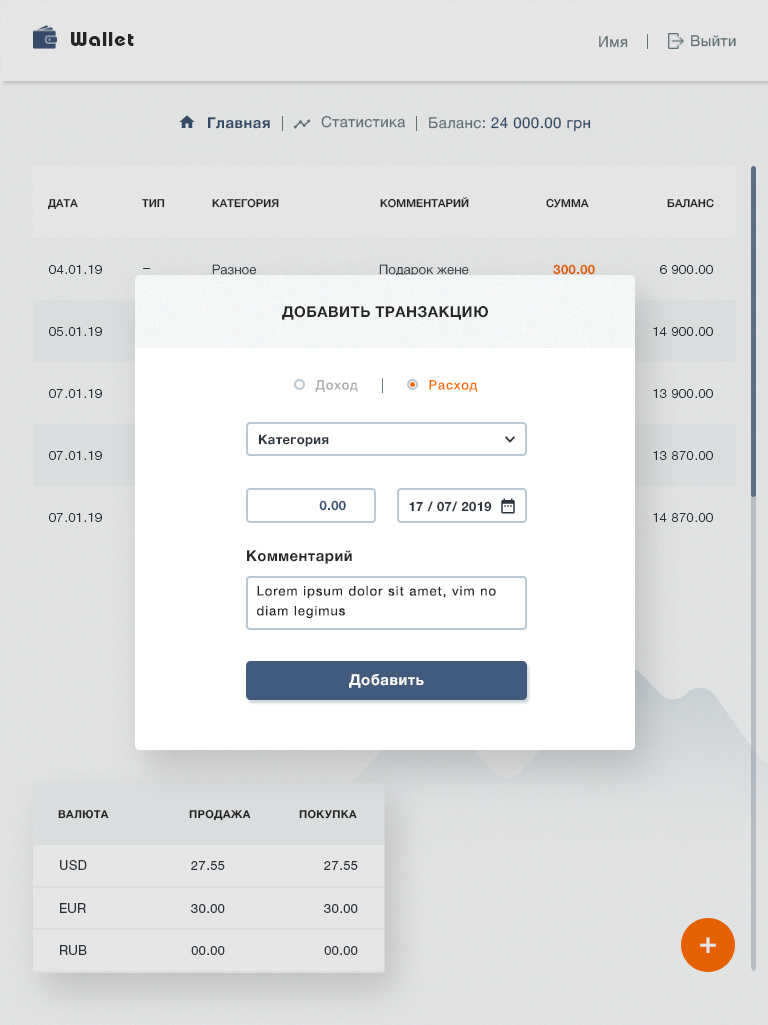 Wallet
Имя | Выйти
Главная | Статистика | Баланс: 24 000.00 грн
ДАТА ТИП КАТЕГОРИЯ КОММЕНТАРИЙ СУММА БАЛАНС
04.01.19 – Разное Подарок жене 300.00 6 900.00
05.01.19 14 900.00
07.01.19 13 900.00
07.01.19 13 870.00
07.01.19 14 870.00
ДОБАВИТЬ ТРАНЗАКЦИЮ
Доход | Расход
Категория
0.00 17 / 07/ 2019
Комментарий
Lorem ipsum dolor sit amet, vim no
diam legimus
Добавить
ВАЛЮТА ПРОДАЖА ПОКУПКА
USD 27.55 27.55
EUR 30.00 30.00
RUB 00.00 00.00
+